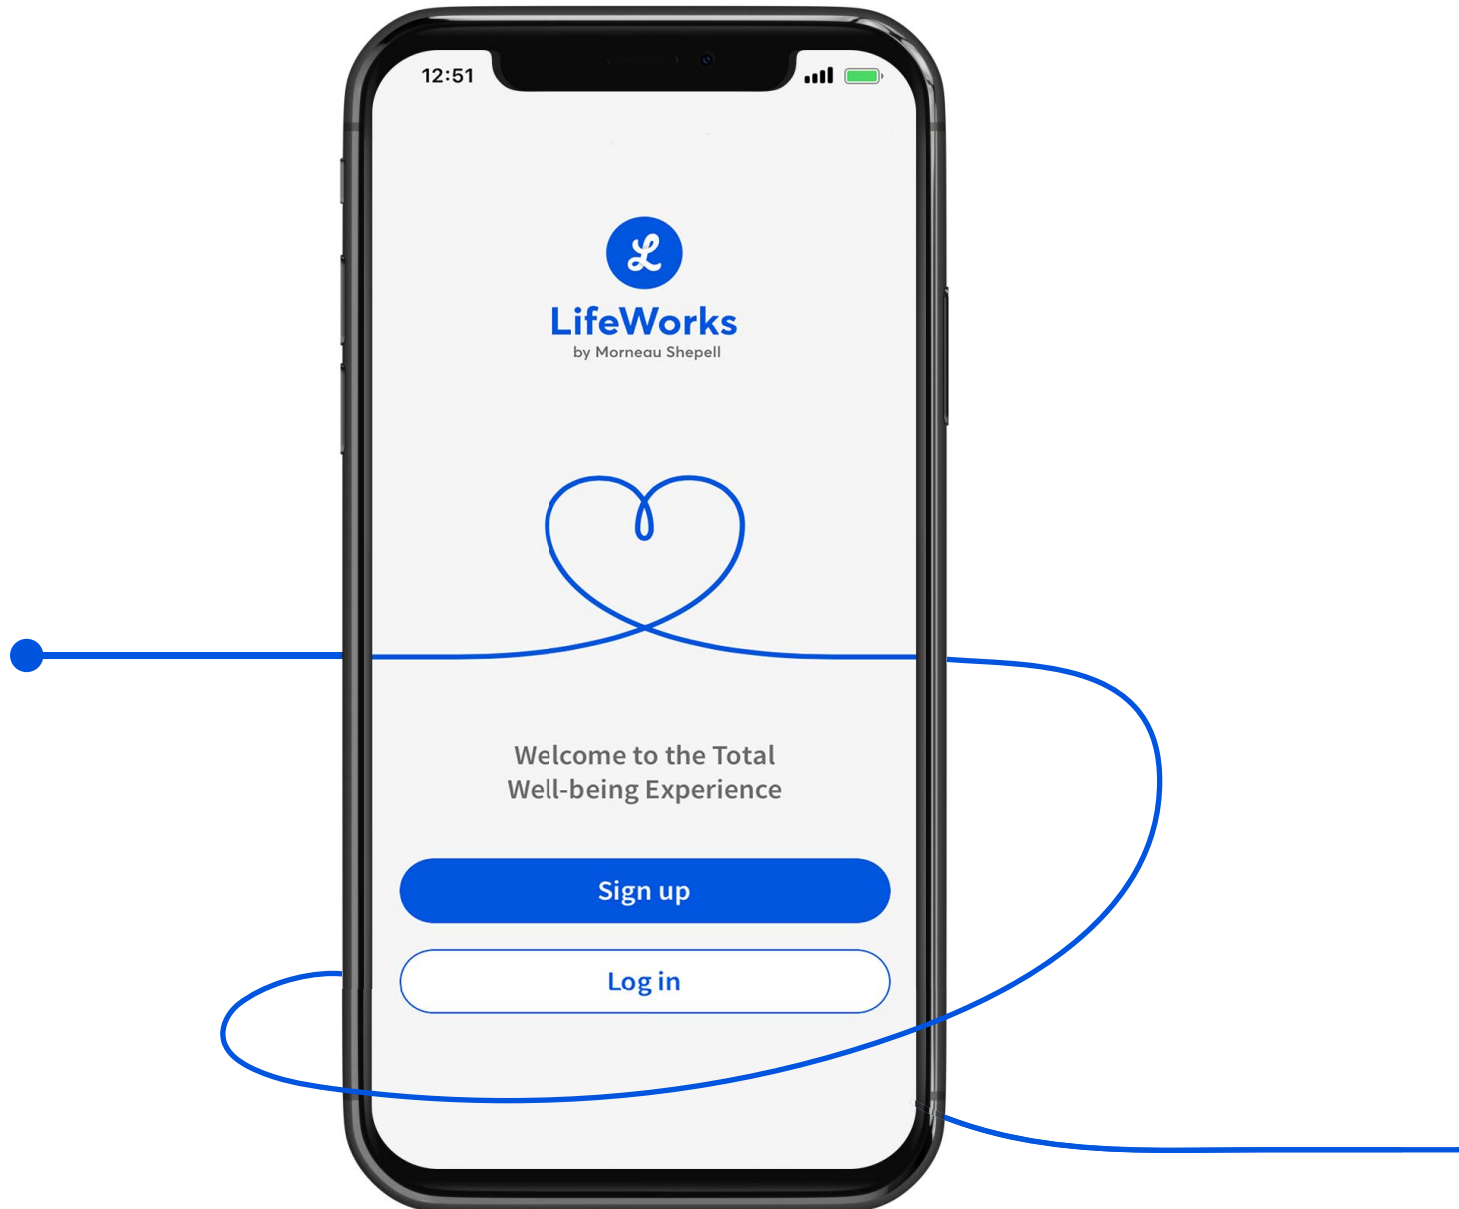 12:51
L
LifeWorks
by Morneau Shepell
Welcome to the Total
Well-being Experience
Sign up
Log in